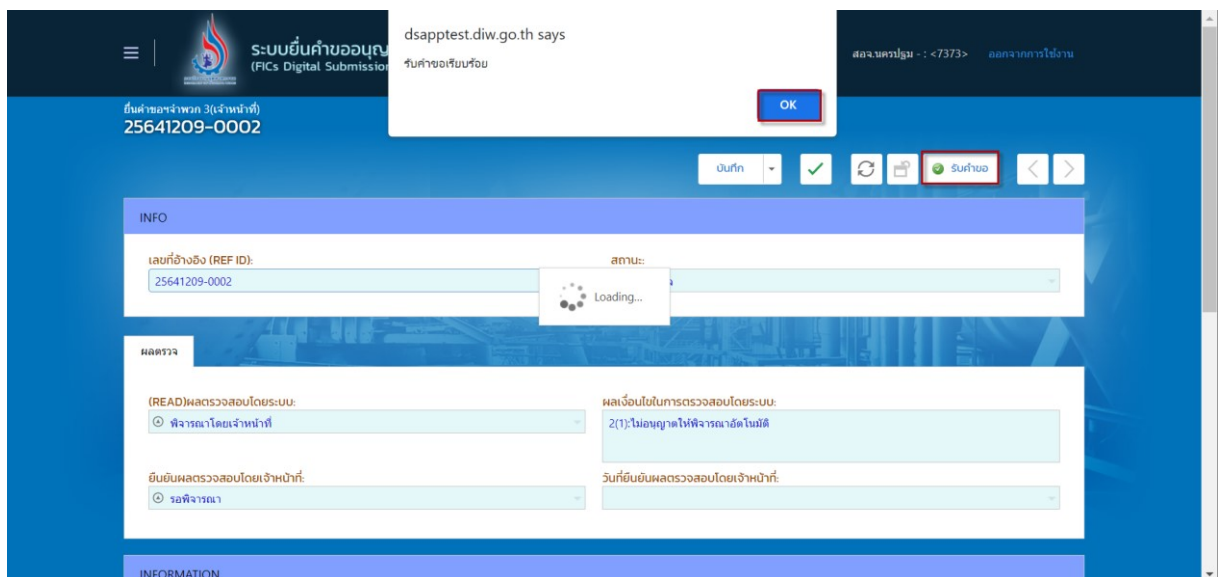 dsapptest.diw.go.th says
รับคำขอเรียบร้อย
OK
ระบบยื่นคำขออนุญ
(FICs Digital Submission
สอจ.นครปฐม - : <7373> ออกจากการใช้งาน
ยื่นคำขอฯจำพวก 3(เจ้าหน้าที่)
25641209-0002
บันทึก รับคำขอ
INFO
เลขที่อ้างอิง (REF ID): สถานะ:
25641209-0002
Loading...
ผลตรวจ
(READ)ผลตรวจสอบโดยระบบ: ผลเงื่อนไขในการตรวจสอบโดยระบบ:
พิจารณาโดยเจ้าหน้าที่ 2(1):ไม่อนุญาตให้พิจารณาอัตโนมัติ
ยืนยันผลตรวจสอบโดยเจ้าหน้าที่: วันที่ยืนยันผลตรวจสอบโดยเจ้าหน้าที่:
รอพิจารณา
INFORMATION